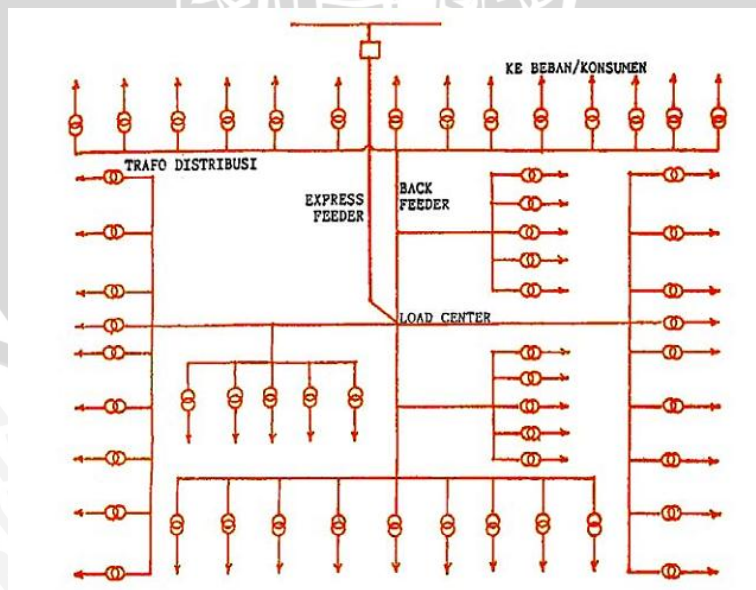 KE BEBAN/KONSUMEN
TRAFO DISTRIBUSI
EXPRESS
FEEDER
BACK
FEEDER
LOAD CENTER